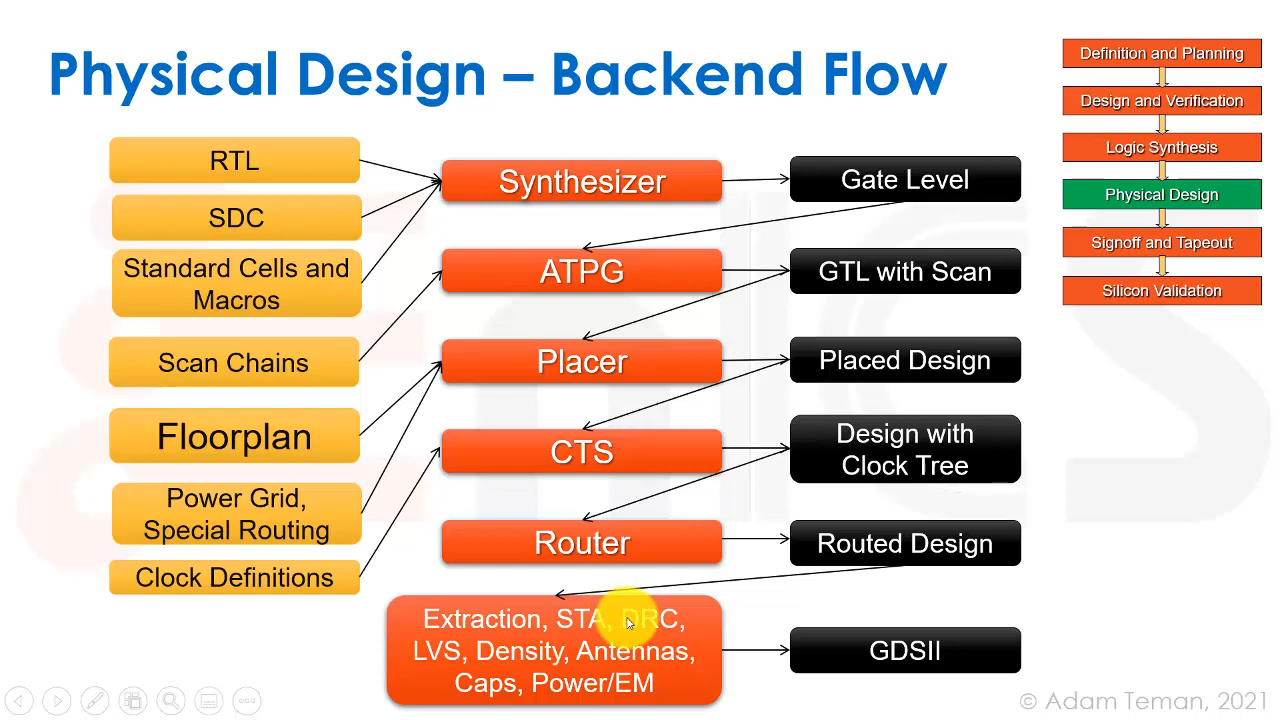 Physical Design – Backend Flow
RTL
SDC
Standard Cells and
Macros
Scan Chains
Floorplan
Power Grid,
Special Routing
Clock Definitions
Synthesizer
ATPG
Placer
CTS
Router
Extraction, STA, DRC,
LVS, Density, Antennas,
Caps, Power/EM
Gate Level
GTL with Scan
Placed Design
Design with
Clock Tree
Routed Design
GDSII
Definition and Planning
Design and Verification
Logic Synthesis
Physical Design
Signoff and Tapeout
Silicon Validation
© Adam Teman, 2021